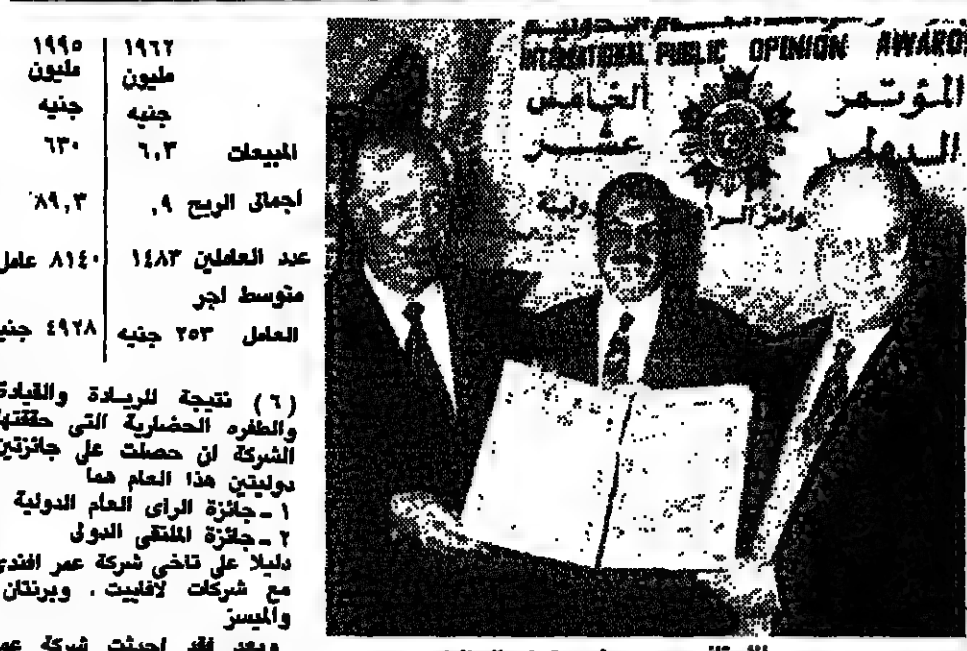 ١٩٦٢ ١٩٩٥
مليون مليون
جنيه جنيه
المبيعات ٦,٣ ٦٣٠
اجمالى الربح ٩, ٨٩,٣
عدد العاملين ١٤٨٣ ٨١٤٠ عامل
متوسط اجر
العامل ٢٥٣ جنيه ٤٩٢٨ جنيه
(٦) نتيجة للريادة والقيادة
والطفره الحضارية التى حققتها
الشركة ان حصلت على جائزتين
دوليتين هذا العام هما
١ ـ جائزة الراى العام الدولية
٢ ـ جائزة الملتقى الدولى
دليلا على تاخى شركة عمر افندى
مع شركات لافاييت . وبرنتان
والميسز
وبعد فقد احدثت شركة عمر
INTERNATIONAL PUBLIC OPINION AWARDS
المؤتمر الخامس
الدولى عشر